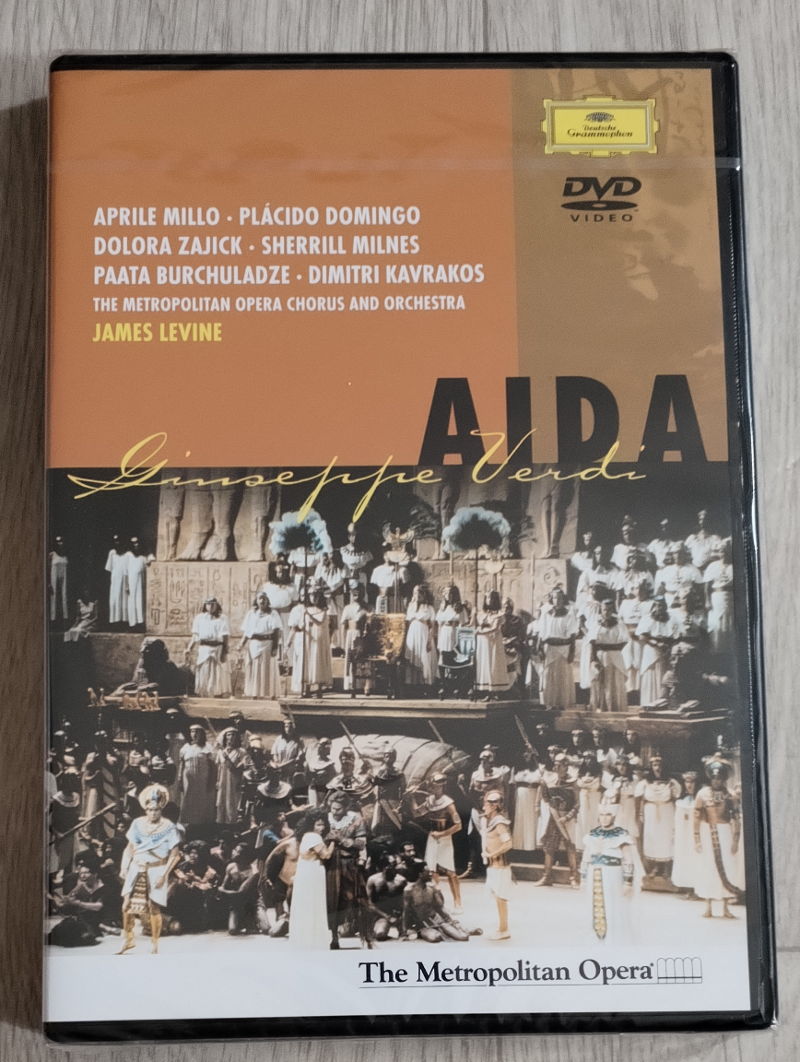 Deutsche
Grammophon
DVD
VIDEO
APRILE MILLO · PLÁCIDO DOMINGO
DOLORA ZAJICK · SHERRILL MILNES
PAATA BURCHULADZE · DIMITRI KAVRAKOS
THE METROPOLITAN OPERA CHORUS AND ORCHESTRA
JAMES LEVINE
AIDA
Giuseppe Verdi
The Metropolitan Opera®